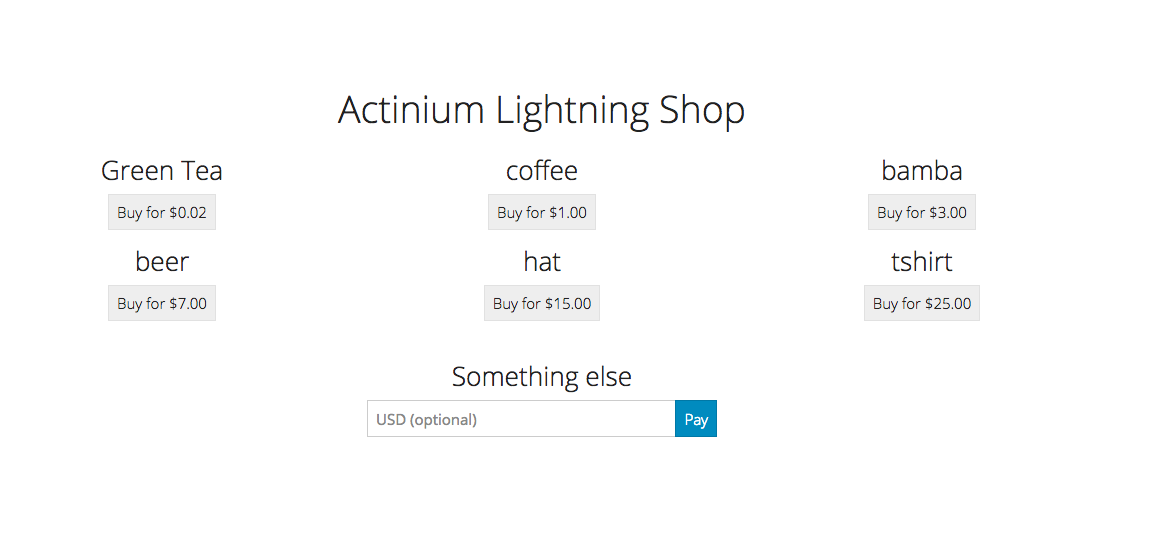 Actinium Lightning Shop
Green Tea coffee bamba
Buy for $0.02 Buy for $1.00 Buy for $3.00
beer hat tshirt
Buy for $7.00 Buy for $15.00 Buy for $25.00
Something else
USD (optional) Pay